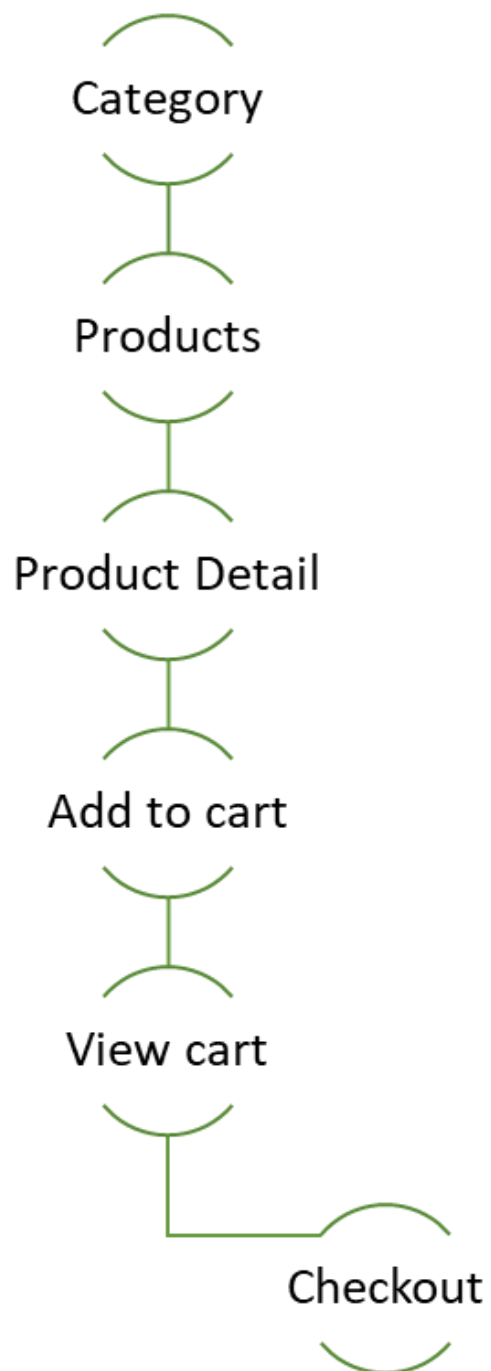 Category
Products
Product Detail
Add to cart
View cart
Checkout